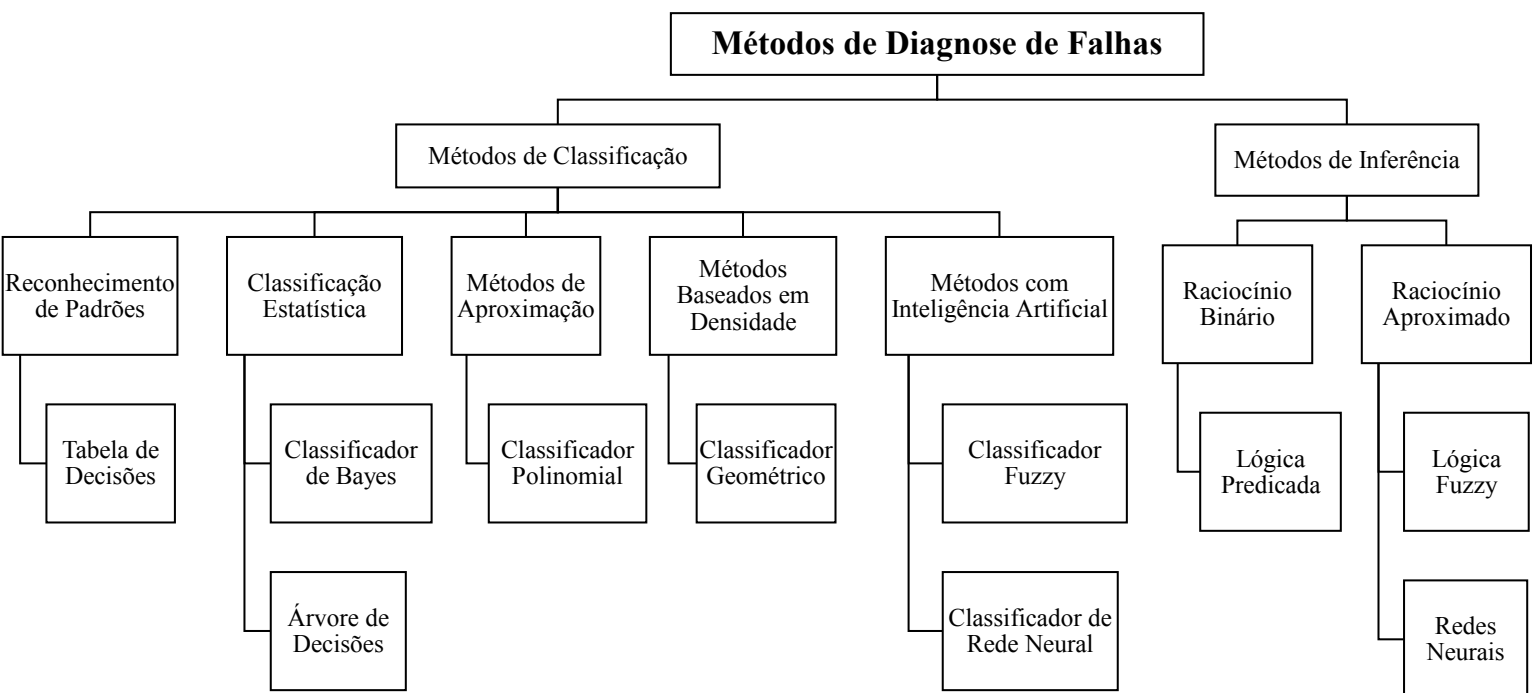 Métodos de Diagnose de Falhas
Métodos de Classificação
Métodos de Inferência
Reconhecimento
de Padrões
Classificação
Estatística
Métodos de
Aproximação
Métodos
Baseados em
Densidade
Métodos com
Inteligência Artificial
Raciocínio
Binário
Raciocínio
Aproximado
Tabela de
Decisões
Classificador
de Bayes
Classificador
Polinomial
Classificador
Geométrico
Classificador
Fuzzy
Lógica
Predicada
Lógica
Fuzzy
Árvore de
Decisões
Classificador de
Rede Neural
Redes
Neurais